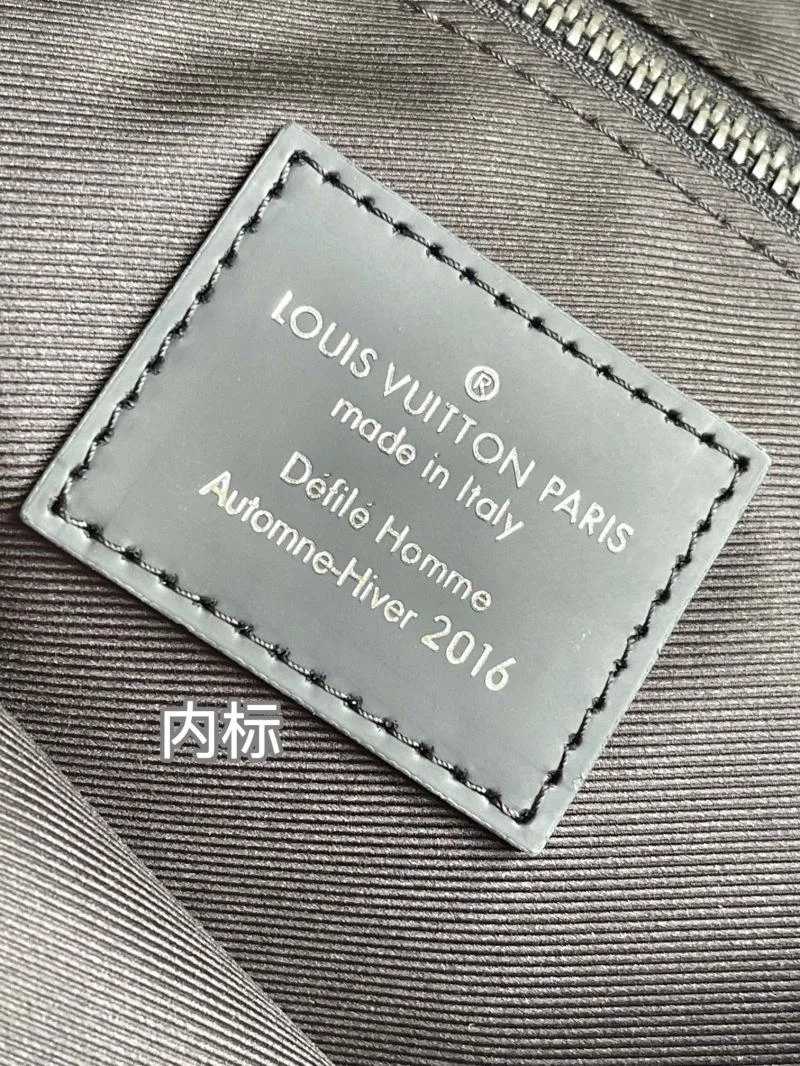 ®
LOUIS VUITTON PARIS
made in Italy
Défilé Homme
Automne-Hiver 2016
内标